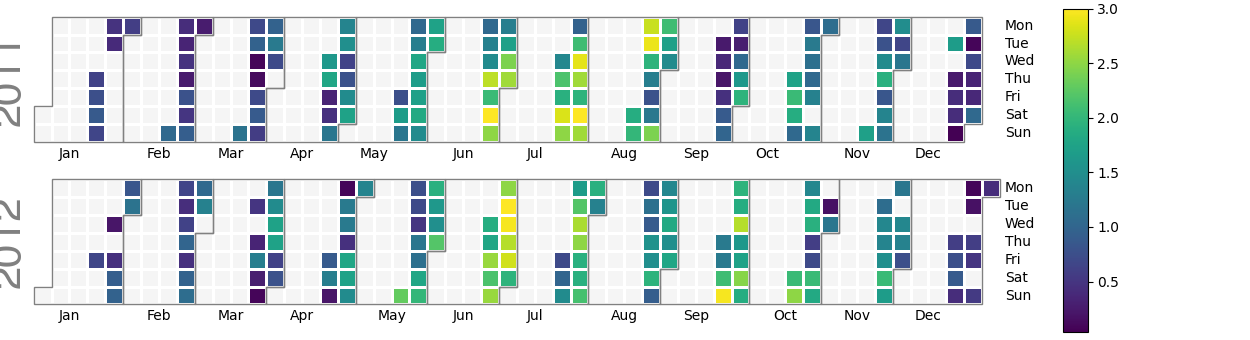 2011
Mon
Tue
Wed
Thu
Fri
Sat
Sun
Jan Feb Mar Apr May Jun Jul Aug Sep Oct Nov Dec
2012
Mon
Tue
Wed
Thu
Fri
Sat
Sun
Jan Feb Mar Apr May Jun Jul Aug Sep Oct Nov Dec
3.0
2.5
2.0
1.5
1.0
0.5